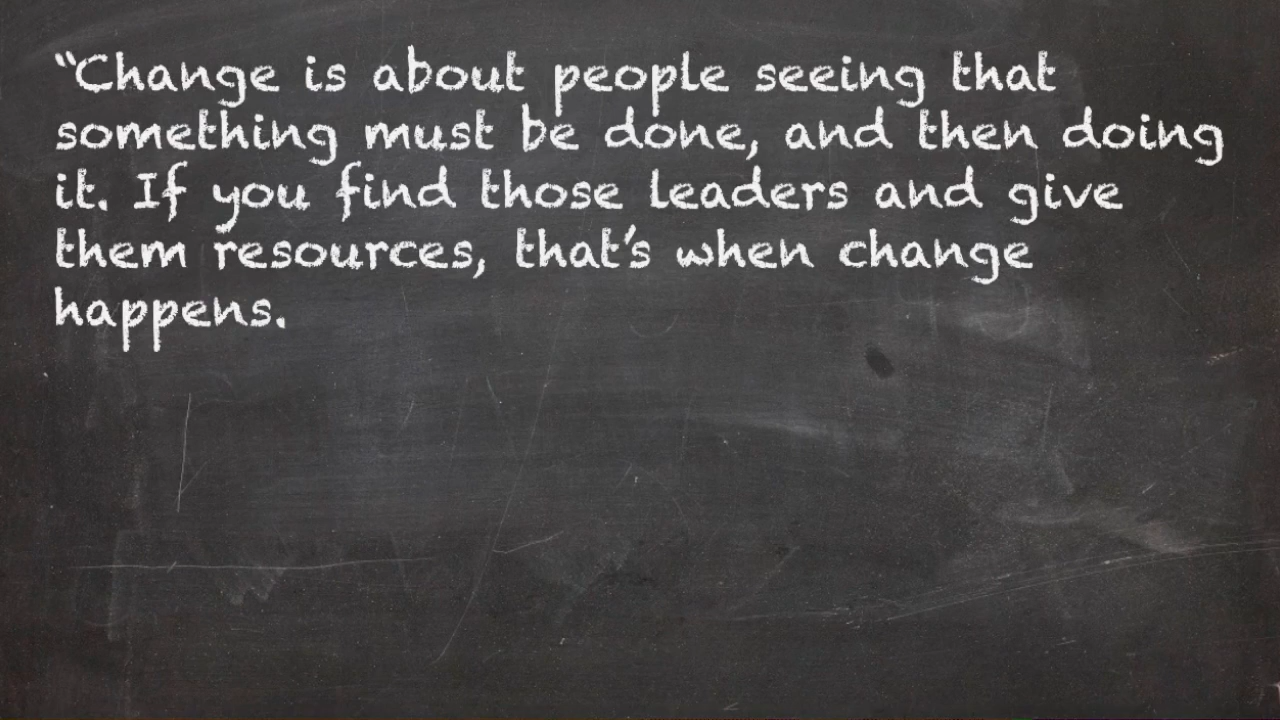 “Change is about people seeing that
something must be done, and then doing
it. If you find those leaders and give
them resources, that’s when change
happens.